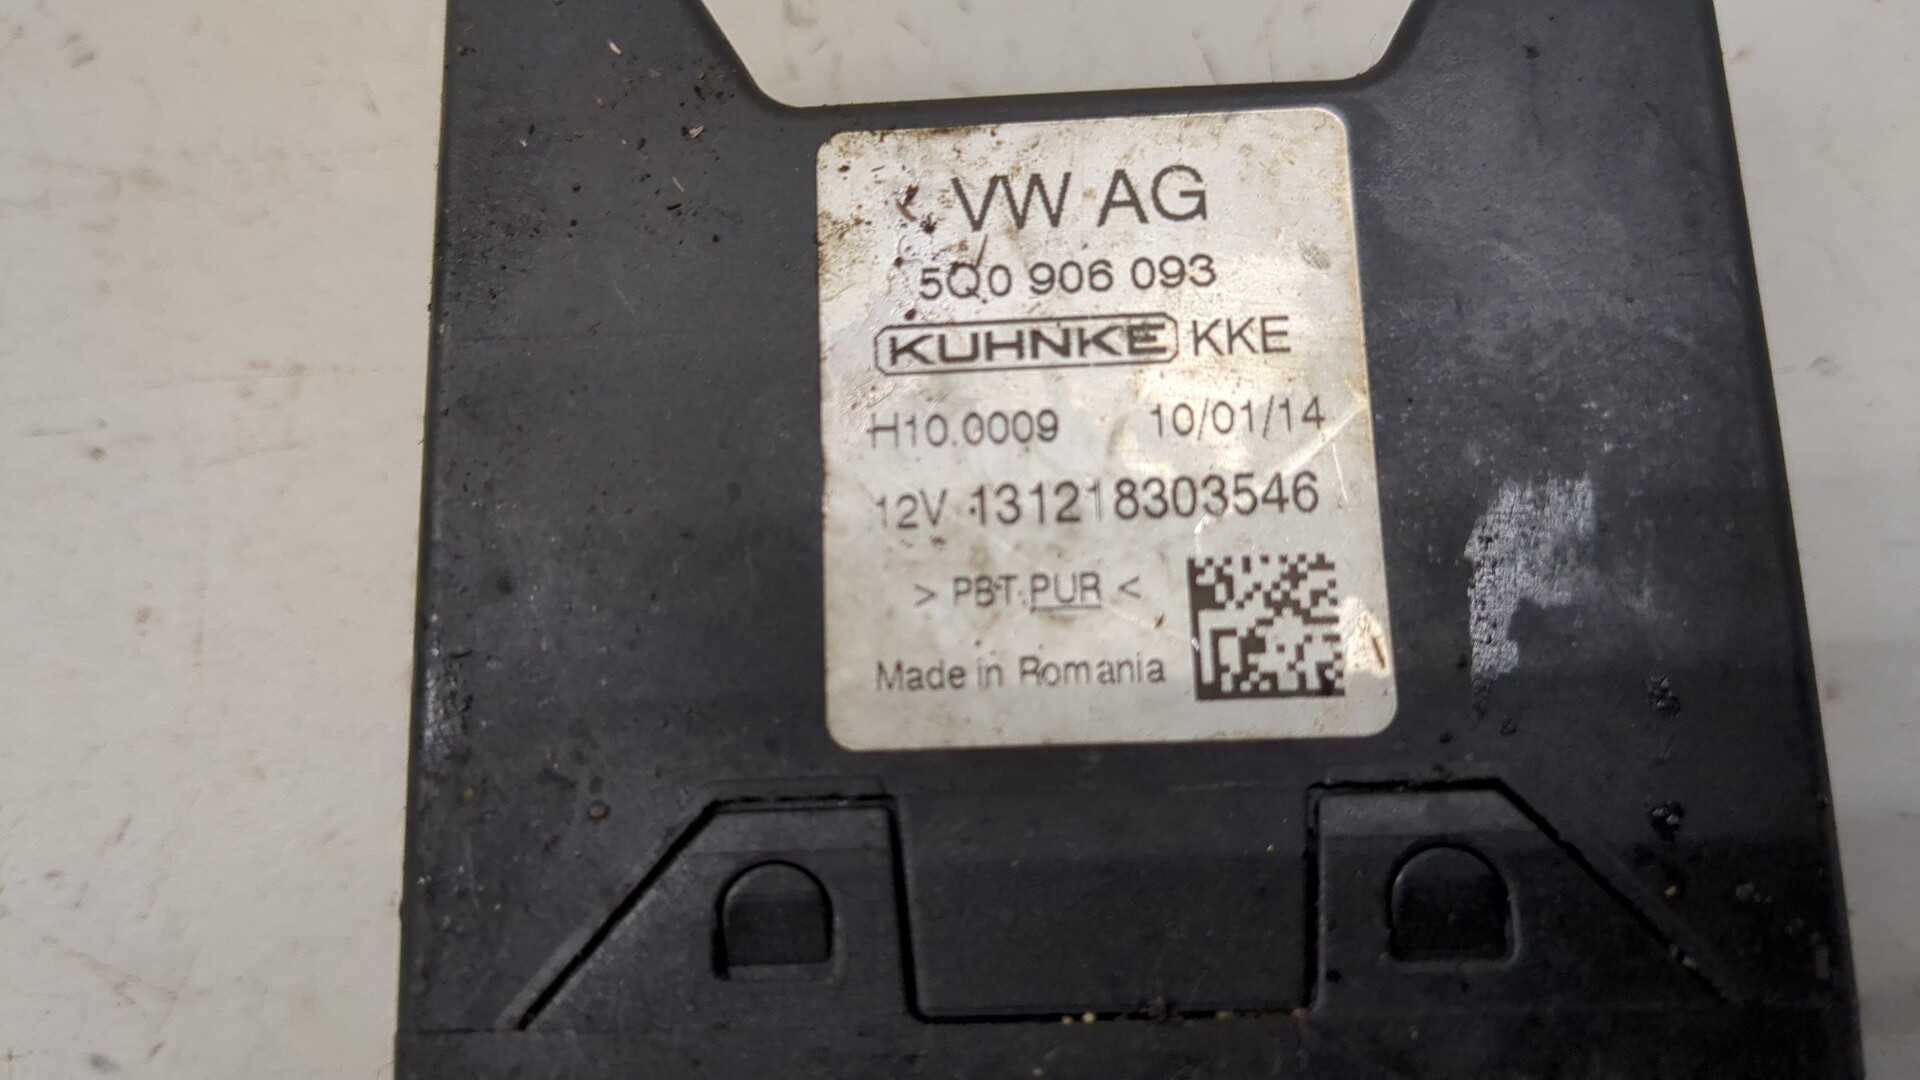 VW AG
5Q0 906 093
KUHNKE KKE
H10.0009 10/01/14
12V 131218303546
> PBT.PUR <
Made in Romania